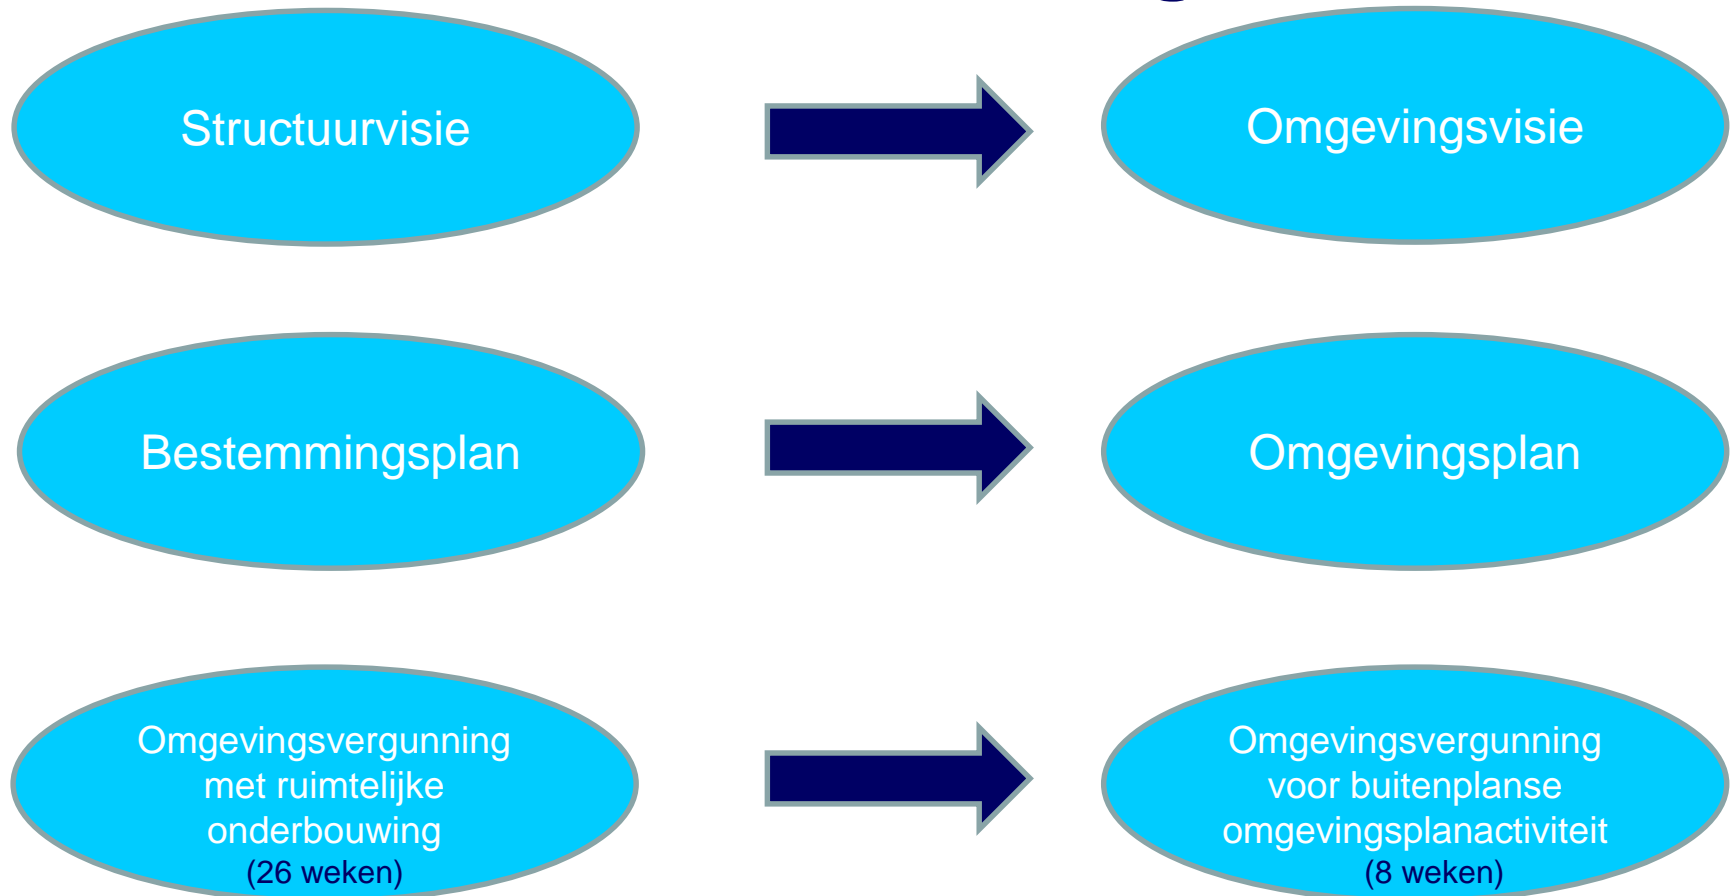 Structuurvisie
Omgevingsvisie
Bestemmingsplan
Omgevingsplan
Omgevingsvergunning
met ruimtelijke
onderbouwing
(26 weken)
Omgevingsvergunning
voor buitenplanse
omgevingsplanactiviteit
(8 weken)